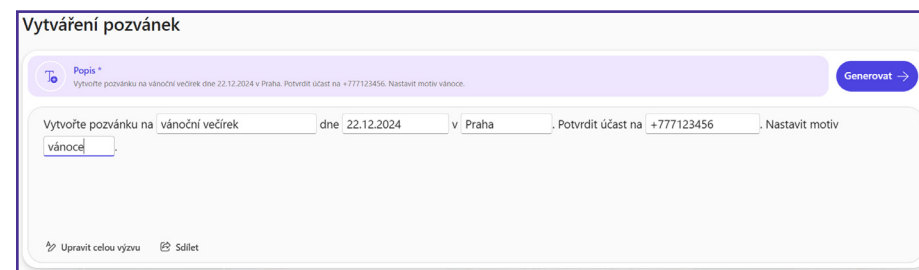 Vytváření pozvánek
Popis *
Vytvořte pozvánku na vánoční večírek dne 22.12.2024 v Praha. Potvrdit účast na +777123456. Nastavit motiv vánoce.
Generovat →
Vytvořte pozvánku na vánoční večírek dne 22.12.2024 v Praha . Potvrdit účast na +777123456 . Nastavit motiv
vánoce .
Upravit celou výzvu Sdílet